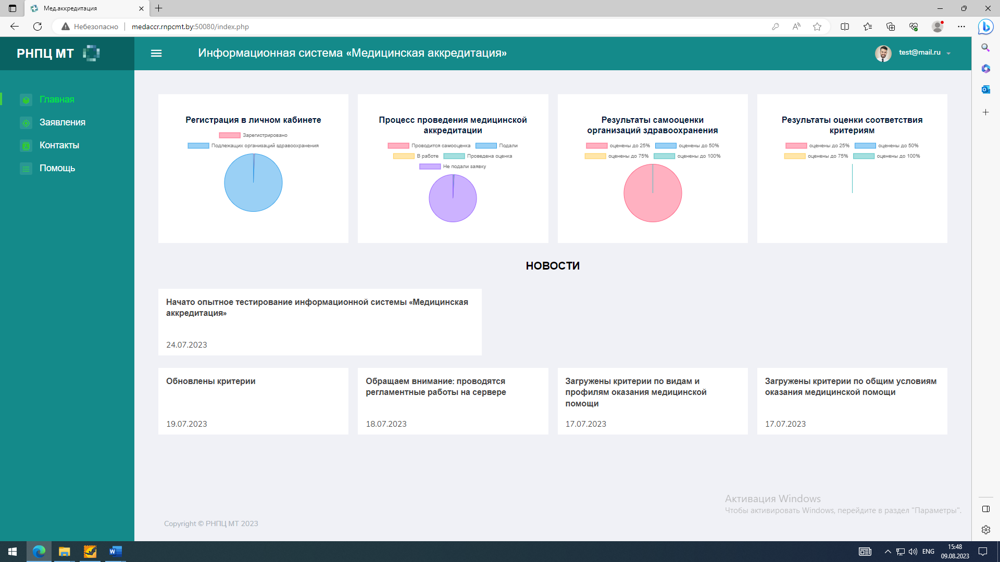 Мед.аккредитация
Небезопасно
medaccr.rnpcmt.by:50080/index.php
РНПЦ МТ
Информационная система «Медицинская аккредитация»
test@mail.ru
Главная
Заявления
Контакты
Помощь
Регистрация в личном кабинете
Зарегистрировано
Подлежащих организаций здравоохранения
Процесс проведения медицинской
аккредитации
Проводится самооценка Подали
В работе Проведена оценка
Не подали заявку
Результаты самооценки
организаций здравоохранения
оценены до 25% оценены до 50%
оценены до 75% оценены до 100%
Результаты оценки соответствия
критериям
оценены до 25% оценены до 50%
оценены до 75% оценены до 100%
НОВОСТИ
Начато опытное тестирование информационной системы «Медицинская
аккредитация»
24.07.2023
Обновлены критерии
19.07.2023
Обращаем внимание: проводятся
регламентные работы на сервере
18.07.2023
Загружены критерии по видам и
профилям оказания медицинской
помощи
17.07.2023
Загружены критерии по общим условиям
оказания медицинской помощи
17.07.2023
Активация Windows
Чтобы активировать Windows, перейдите в раздел "Параметры".
Copyright © РНПЦ МТ 2023
ENG
15:48
09.08.2023